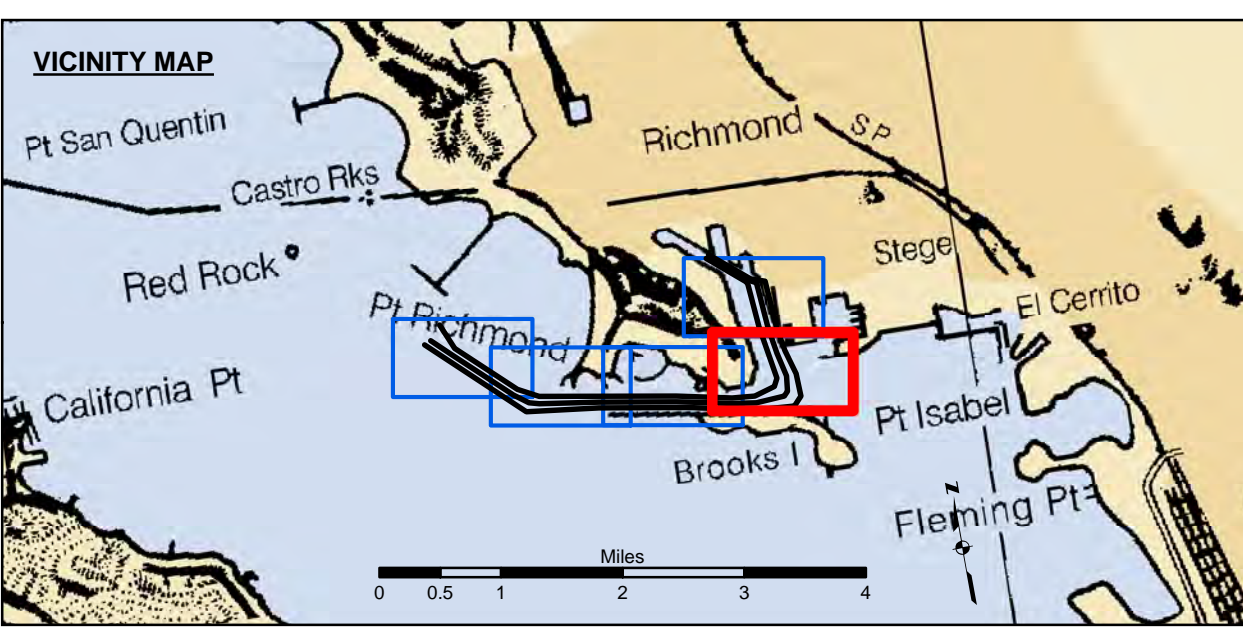 VICINITY MAP
Pt San Quentin
Richmond
S P
Castro Rks
Stege
Red Rock
El Cerrito
Pt Richmond
California Pt
Pt Isabel
Brooks I
Fleming Pt
N
Miles
0 0.5 1 2 3 4